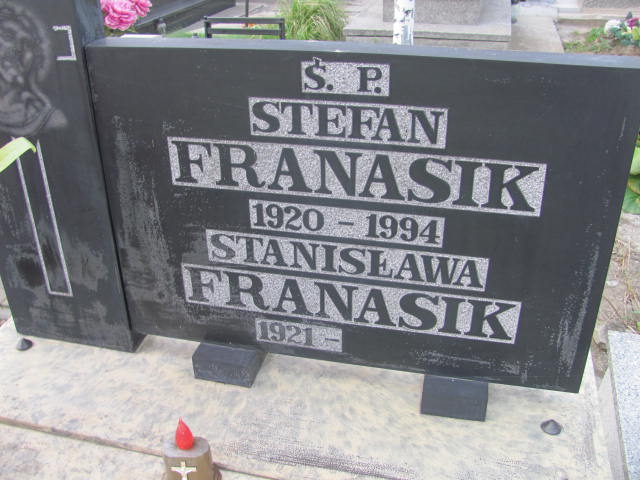 Ś. P.
STEFAN
FRANASIK
1920 - 1994
STANISŁAWA
FRANASIK
1921 -